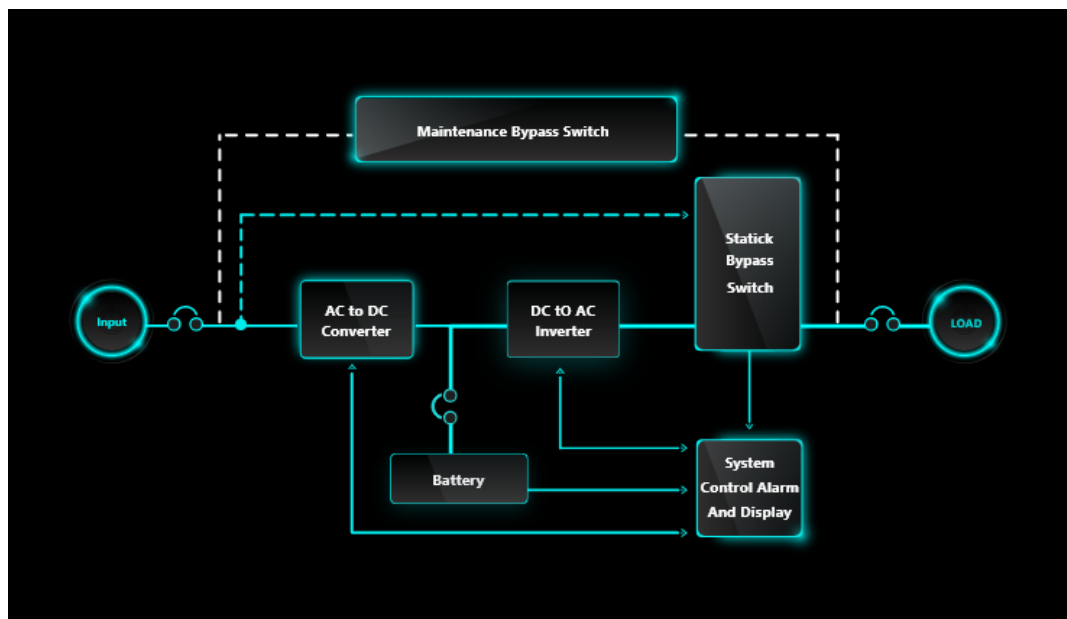 Maintenance Bypass Switch
Statick
Bypass
Switch
Input
AC to DC
Converter
DC tO AC
Inverter
LOAD
Battery
System
Control Alarm
And Display